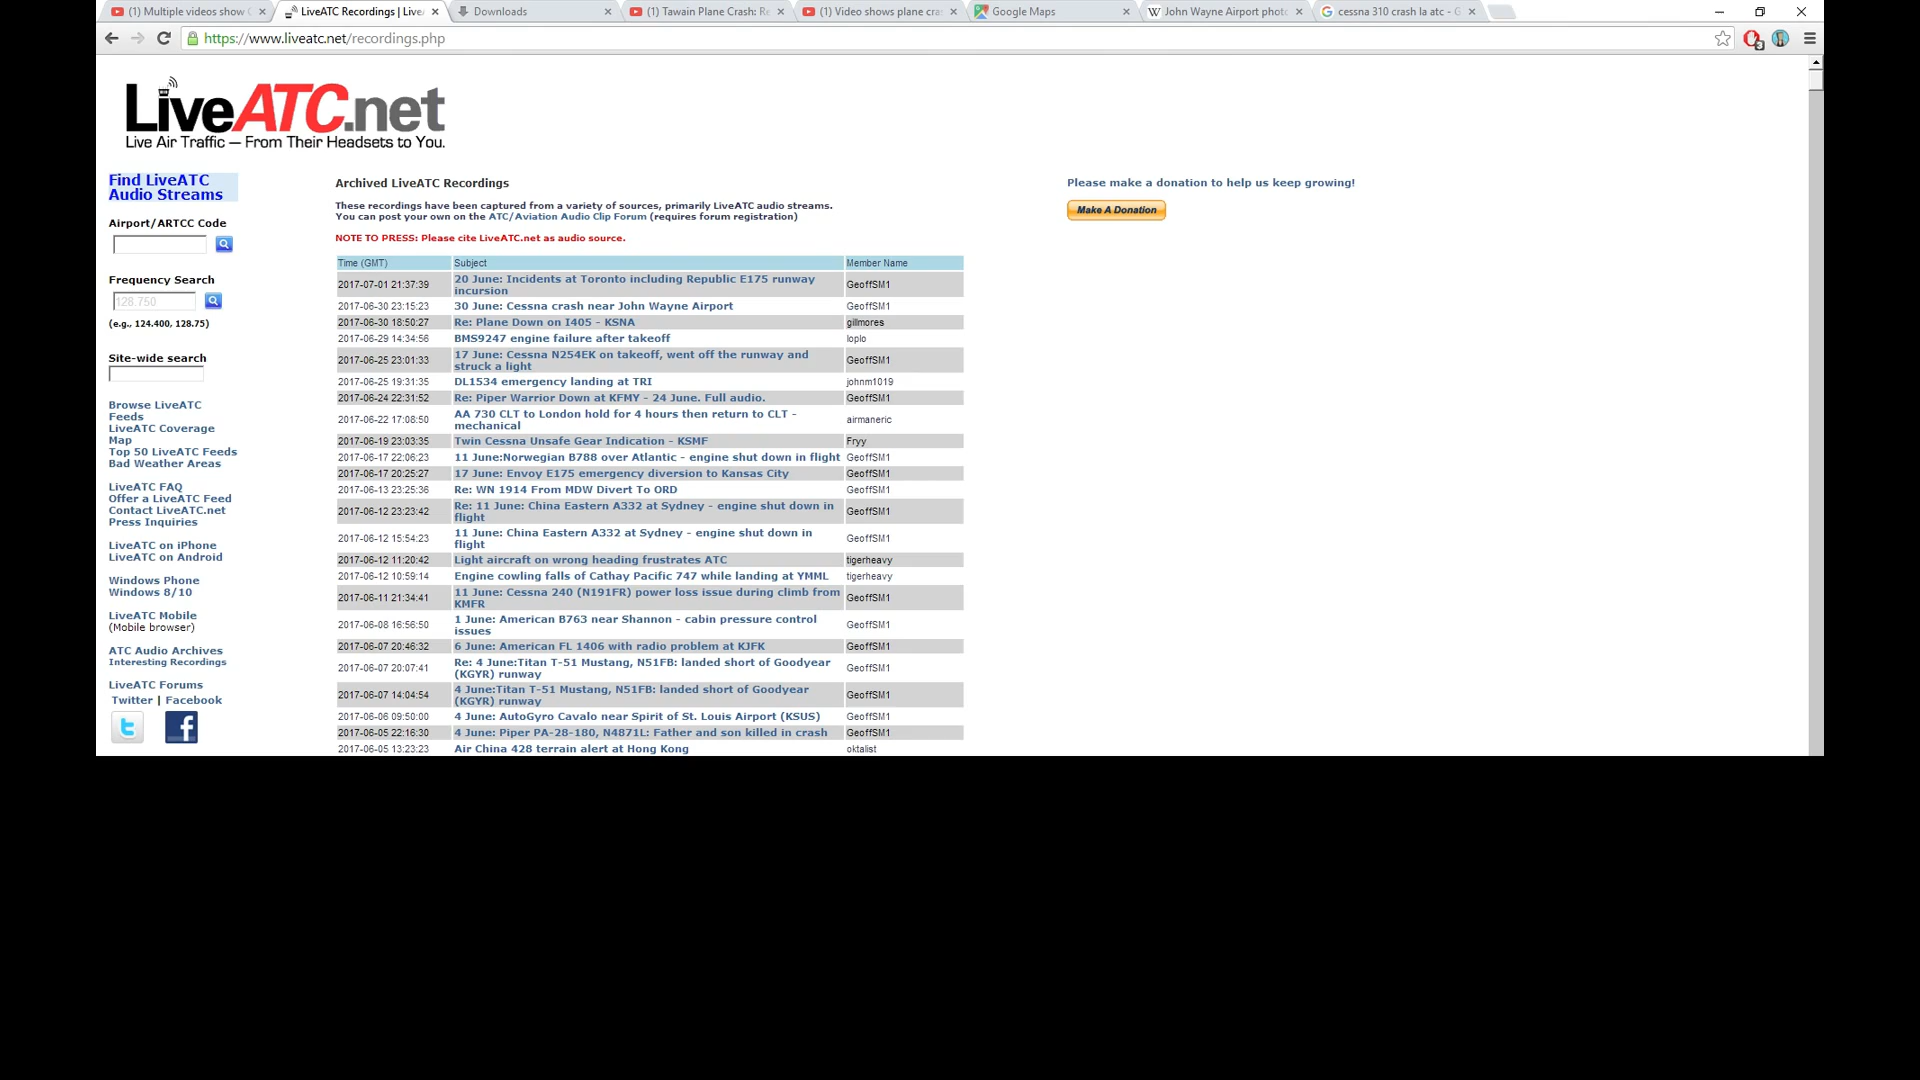 (1) Multiple videos show
LiveATC Recordings | Live
Downloads
(1) Tawain Plane Crash: R
(1) Video shows plane cra
Google Maps
John Wayne Airport phot
cessna 310 crash la atc - G
https://www.liveatc.net/recordings.php
LiveATC.net
Live Air Traffic — From Their Headsets to You.
Find LiveATC
Audio Streams
Airport/ARTCC Code
Frequency Search
128.750
(e.g., 124.400, 128.75)
Site-wide search
Browse LiveATC
Feeds
LiveATC Coverage
Map
Top 50 LiveATC Feeds
Bad Weather Areas
LiveATC FAQ
Offer a LiveATC Feed
Contact LiveATC.net
Press Inquiries
LiveATC on iPhone
LiveATC on Android
Windows Phone
Windows 8/10
LiveATC Mobile
(Mobile browser)
ATC Audio Archives
Interesting Recordings
LiveATC Forums
Twitter | Facebook
Archived LiveATC Recordings
These recordings have been captured from a variety of sources, primarily LiveATC audio streams.
You can post your own on the ATC/Aviation Audio Clip Forum (requires forum registration)
NOTE TO PRESS: Please cite LiveATC.net as audio source.
Time (GMT) Subject Member Name
2017-07-01 21:37:39 20 June: Incidents at Toronto including Republic E175 runway
incursion GeoffSM1
2017-06-30 23:15:23 30 June: Cessna crash near John Wayne Airport GeoffSM1
2017-06-30 18:50:27 Re: Plane Down on I405 - KSNA gillmores
2017-06-29 14:34:56 BMS9247 engine failure after takeoff loplo
2017-06-25 23:01:33 17 June: Cessna N254EK on takeoff, went off the runway and
struck a light GeoffSM1
2017-06-25 19:31:35 DL1534 emergency landing at TRI johnm1019
2017-06-24 22:31:52 Re: Piper Warrior Down at KFMY - 24 June. Full audio. GeoffSM1
2017-06-22 17:08:50 AA 730 CLT to London hold for 4 hours then return to CLT -
mechanical airmaneric
2017-06-19 23:03:35 Twin Cessna Unsafe Gear Indication - KSMF Fryy
2017-06-17 22:06:23 11 June:Norwegian B788 over Atlantic - engine shut down in flight GeoffSM1
2017-06-17 20:25:27 17 June: Envoy E175 emergency diversion to Kansas City GeoffSM1
2017-06-13 23:25:36 Re: WN 1914 From MDW Divert To ORD GeoffSM1
2017-06-12 23:23:42 Re: 11 June: China Eastern A332 at Sydney - engine shut down in
flight GeoffSM1
2017-06-12 15:54:23 11 June: China Eastern A332 at Sydney - engine shut down in
flight GeoffSM1
2017-06-12 11:20:42 Light aircraft on wrong heading frustrates ATC tigerheavy
2017-06-12 10:59:14 Engine cowling falls of Cathay Pacific 747 while landing at YMML tigerheavy
2017-06-11 21:34:41 11 June: Cessna 240 (N191FR) power loss issue during climb from
KMFR GeoffSM1
2017-06-08 16:56:50 1 June: American B763 near Shannon - cabin pressure control
issues GeoffSM1
2017-06-07 20:46:32 6 June: American FL 1406 with radio problem at KJFK GeoffSM1
2017-06-07 20:07:41 Re: 4 June:Titan T-51 Mustang, N51FB: landed short of Goodyear
(KGYR) runway GeoffSM1
2017-06-07 14:04:54 4 June:Titan T-51 Mustang, N51FB: landed short of Goodyear
(KGYR) runway GeoffSM1
2017-06-06 09:50:00 4 June: AutoGyro Cavalo near Spirit of St. Louis Airport (KSUS) GeoffSM1
2017-06-05 22:16:30 4 June: Piper PA-28-180, N4871L: Father and son killed in crash GeoffSM1
2017-06-05 13:23:23 Air China 428 terrain alert at Hong Kong oktalist
Please make a donation to help us keep growing!
Make A Donation